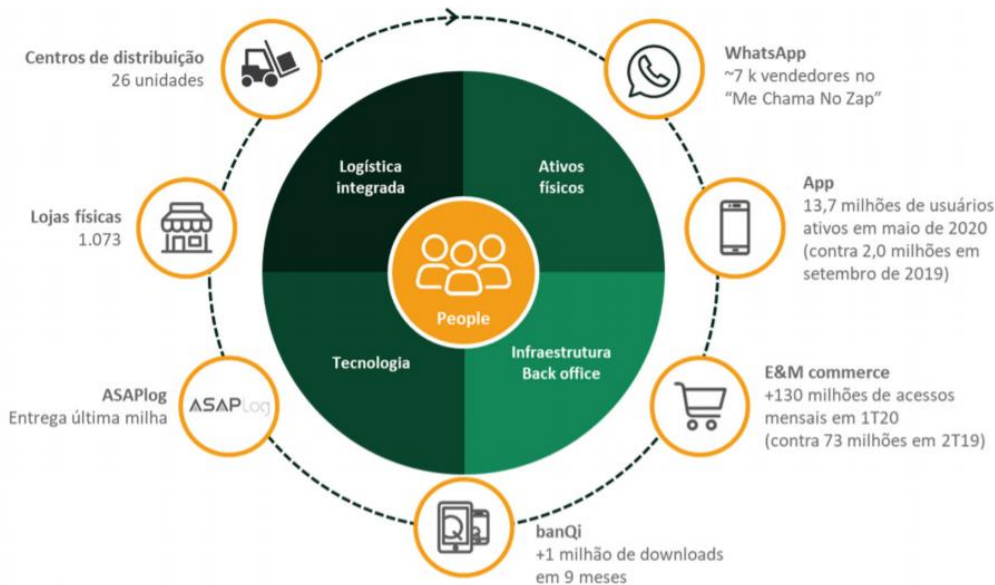 Centros de distribuição
26 unidades
WhatsApp
~7 k vendedores no
“Me Chama No Zap”
Logística
integrada
Ativos
físicos
Lojas físicas
1.073
App
13,7 milhões de usuários
ativos em maio de 2020
(contra 2,0 milhões em
setembro de 2019)
People
Tecnologia
Infraestrutura
Back office
ASAPlog
Entrega última milha
ASAPlog
E&M commerce
+130 milhões de acessos
mensais em 1T20
(contra 73 milhões em 2T19)
banQi
+1 milhão de downloads
em 9 meses